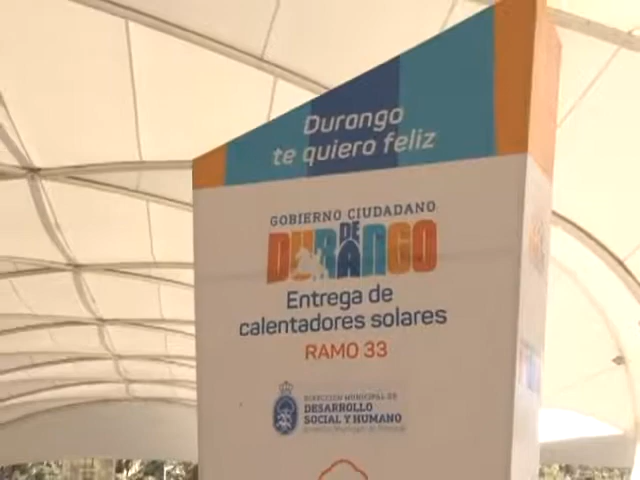 Durango
te quiero feliz
GOBIERNO CIUDADANO
DE
DURANGO
Entrega de
calentadores solares
RAMO 33
DIRECCIÓN MUNICIPAL DE
DESARROLLO
SOCIAL Y HUMANO